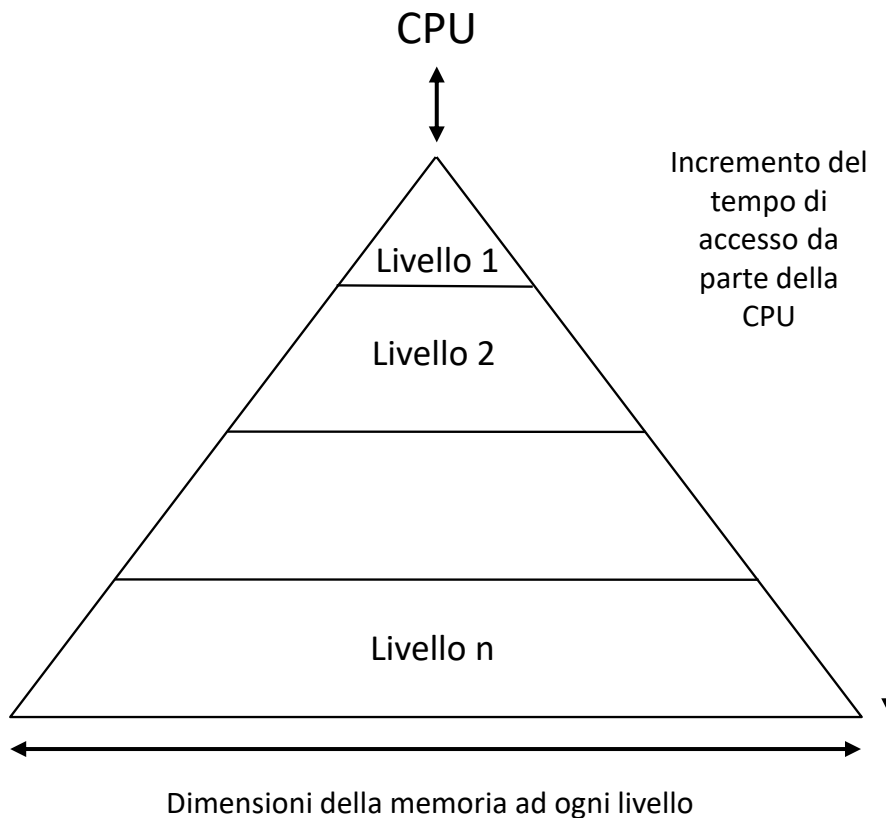 CPU
Incremento del
tempo di
accesso da
parte della
CPU
Livello 1
Livello 2
Livello n
Dimensioni della memoria ad ogni livello